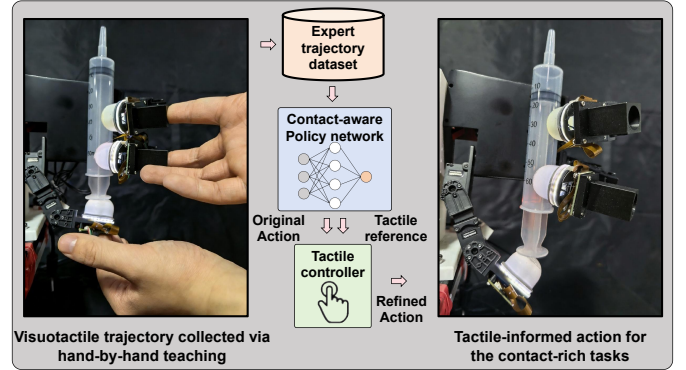 Expert
trajectory
dataset
Contact-aware
Policy network
Original
Action
Tactile
reference
Tactile
controller
Refined
Action
Visuotactile trajectory collected via
hand-by-hand teaching
Tactile-informed action for
the contact-rich tasks